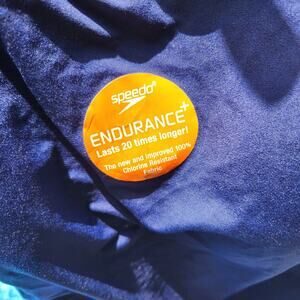 speedo
ENDURANCE+
Lasts 20 times longer!
The new and improved 100%
Chlorine Resistant
Fabric